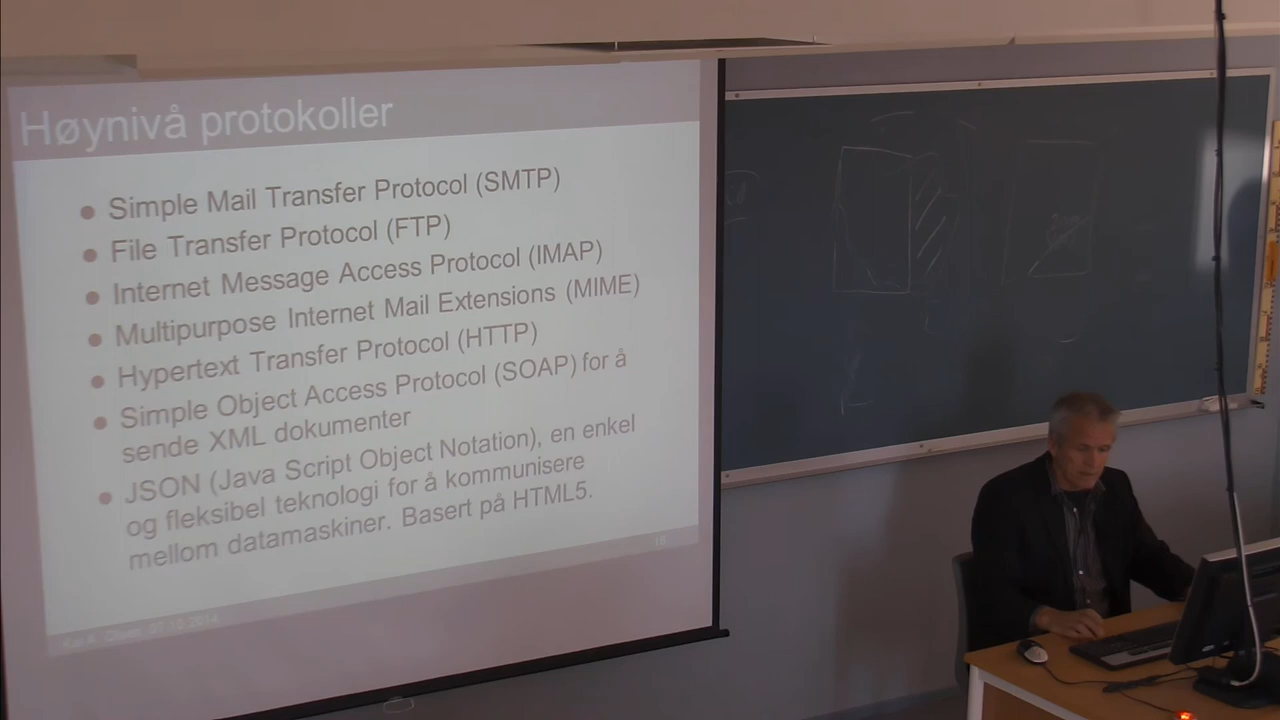 Høynivå protokoller
Simple Mail Transfer Protocol (SMTP)
File Transfer Protocol (FTP)
Internet Message Access Protocol (IMAP)
Multipurpose Internet Mail Extensions (MIME)
Hypertext Transfer Protocol (HTTP)
Simple Object Access Protocol (SOAP) for å
sende XML dokumenter
JSON (Java Script Object Notation), en enkel
og fleksibel teknologi for å kommunisere
mellom datamaskiner. Basert på HTML5.